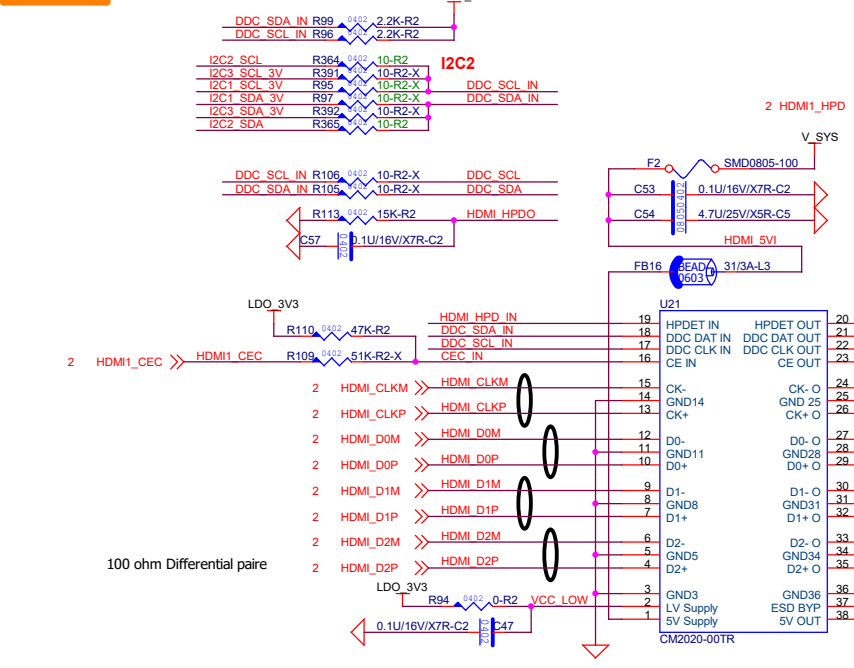 DDC_SDA_IN R99 0402 2.2K-R2
DDC_SCL_IN R96 0402 2.2K-R2
I2C2_SCL R364 0402 10-R2
I2C2
I2C3_SCL_3V R391 0402 10-R2-X
I2C1_SCL_3V R95 0402 10-R2-X DDC_SCL_IN
I2C1_SDA_3V R97 0402 10-R2-X DDC_SDA_IN
I2C3_SDA_3V R392 0402 10-R2-X
I2C2_SDA R365 0402 10-R2
2 HDMI1_HPD
V_SYS
F2 SMD0805-100
DDC_SCL_IN R106 0402 10-R2-X DDC_SCL
DDC_SDA_IN R105 0402 10-R2-X DDC_SDA
C53 0402 0.1U/16V/X7R-C2
C54 0805 4.7U/25V/X5R-C5
R113 0402 15K-R2 HDMI_HPDO
C57 0402 0.1U/16V/X7R-C2
HDMI_5VI
FB16 BEAD 0603 31/3A-L3
LDO_3V3
R110 0402 47K-R2
2 HDMI1_CEC HDMI1_CEC R109 0402 51K-R2-X CEC_IN
HDMI_HPD_IN
DDC_SDA_IN
DDC_SCL_IN
U21
19 HPDET IN HPDET OUT 20
18 DDC DAT IN DDC DAT OUT 21
17 DDC CLK IN DDC CLK OUT 22
16 CE IN CE OUT 23
2 HDMI_CLKM HDMI_CLKM 15 CK- CK- O 24
14 GND14 GND 25 25
2 HDMI_CLKP HDMI_CLKP 13 CK+ CK+ O 26
2 HDMI_D0M HDMI_D0M 12 D0- D0- O 27
11 GND11 GND28 28
2 HDMI_D0P HDMI_D0P 10 D0+ D0+ O 29
2 HDMI_D1M HDMI_D1M 9 D1- D1- O 30
8 GND8 GND31 31
2 HDMI_D1P HDMI_D1P 7 D1+ D1+ O 32
2 HDMI_D2M HDMI_D2M 6 D2- D2- O 33
5 GND5 GND34 34
2 HDMI_D2P HDMI_D2P 4 D2+ D2+ O 35
100 ohm Differential paire
LDO_3V3
3 GND3 GND36 36
R94 0402 0-R2 VCC_LOW 2 LV Supply ESD BYP 37
1 5V Supply 5V OUT 38
0.1U/16V/X7R-C2 0402 C47
CM2020-00TR